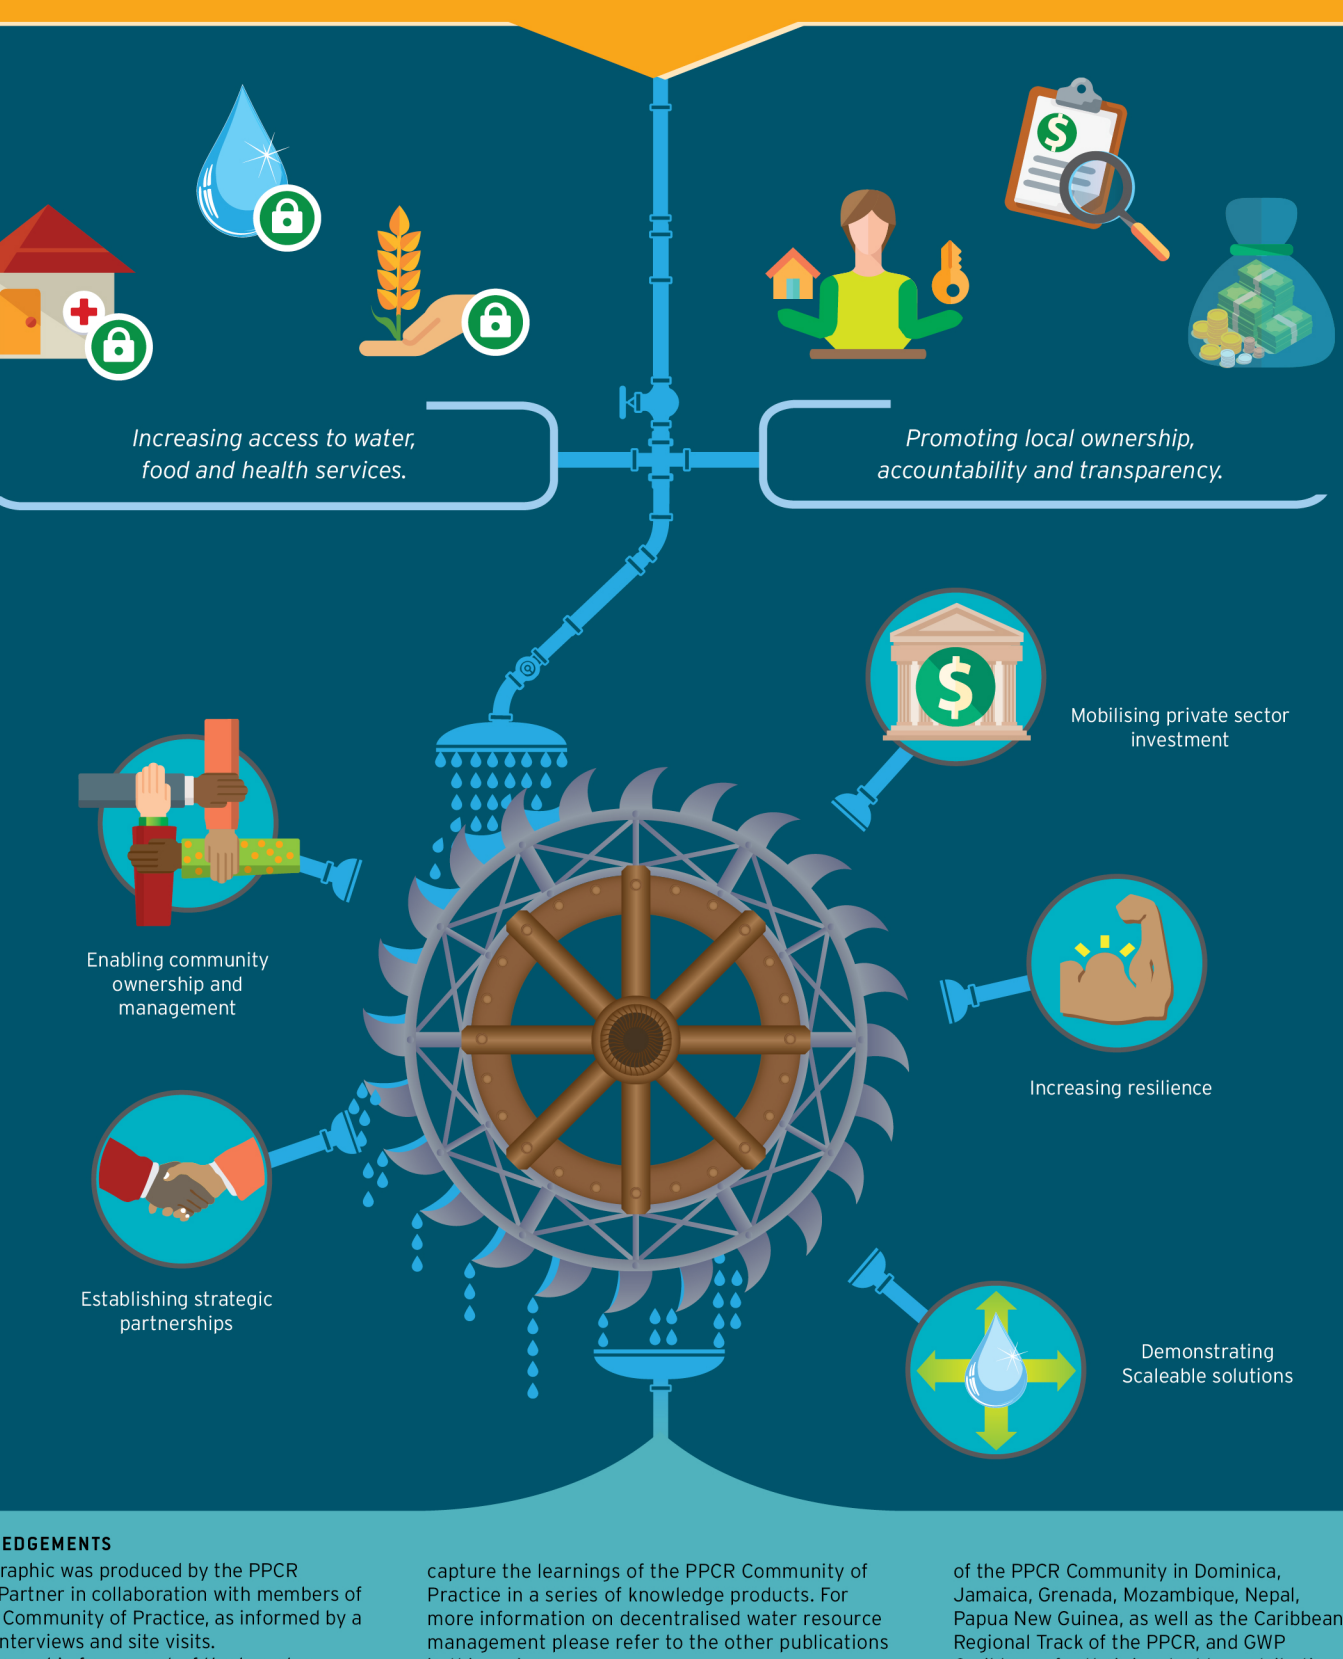 Increasing access to water,
food and health services.
Promoting local ownership,
accountability and transparency.
Mobilising private sector
investment
Enabling community
ownership and
management
Increasing resilience
Establishing strategic
partnerships
Demonstrating
Scaleable solutions
EDGEMENTS
raphic was produced by the PPCR
Partner in collaboration with members of
Community of Practice, as informed by a
nterviews and site visits.
capture the learnings of the PPCR Community of
Practice in a series of knowledge products. For
more information on decentralised water resource
management please refer to the other publications
of the PPCR Community in Dominica,
Jamaica, Grenada, Mozambique, Nepal,
Papua New Guinea, as well as the Caribbean
Regional Track of the PPCR, and GWP